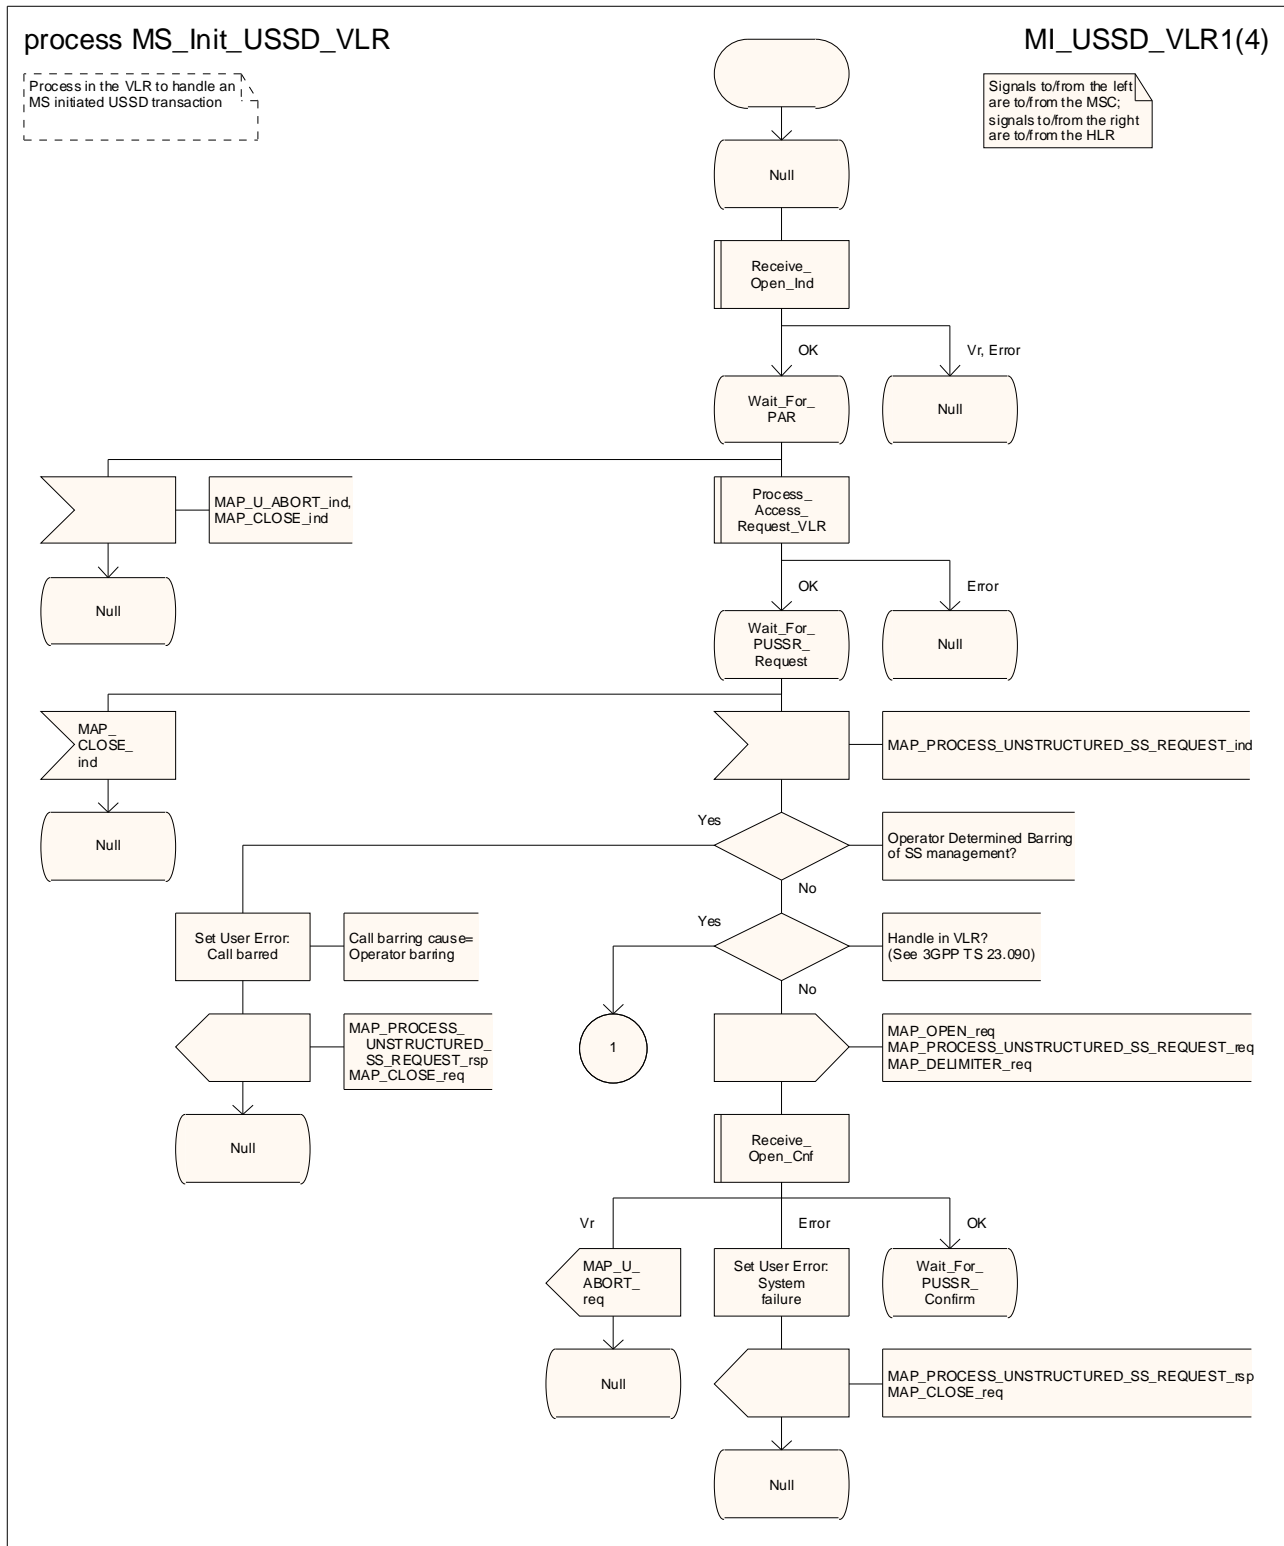 process MS_Init_USSD_VLR
MI_USSD_VLR1(4)
Process in the VLR to handle an
MS initiated USSD transaction
Signals to/from the left
are to/from the MSC;
signals to/from the right
are to/from the HLR
Null
Receive_
Open_Ind
OK
Vr, Error
Wait_For_
PAR
Null
MAP_U_ABORT_ind,
MAP_CLOSE_ind
Process_
Access_
Request_VLR
OK
Error
Null
Wait_For_
PUSSR_
Request
Null
MAP_
CLOSE_
ind
MAP_PROCESS_UNSTRUCTURED_SS_REQUEST_ind
Null
Yes
Operator Determined Barring
of SS management?
No
Set User Error:
Call barred
Call barring cause=
Operator barring
Yes
Handle in VLR?
(See 3GPP TS 23.090)
No
MAP_PROCESS_
UNSTRUCTURED_
SS_REQUEST_rsp
MAP_CLOSE_req
1
MAP_OPEN_req
MAP_PROCESS_UNSTRUCTURED_SS_REQUEST_req
MAP_DELIMITER_req
Null
Receive_
Open_Cnf
Vr
Error
OK
MAP_U_
ABORT_
req
Set User Error:
System
failure
Wait_For_
PUSSR_
Confirm
Null
MAP_PROCESS_UNSTRUCTURED_SS_REQUEST_rsp
MAP_CLOSE_req
Null